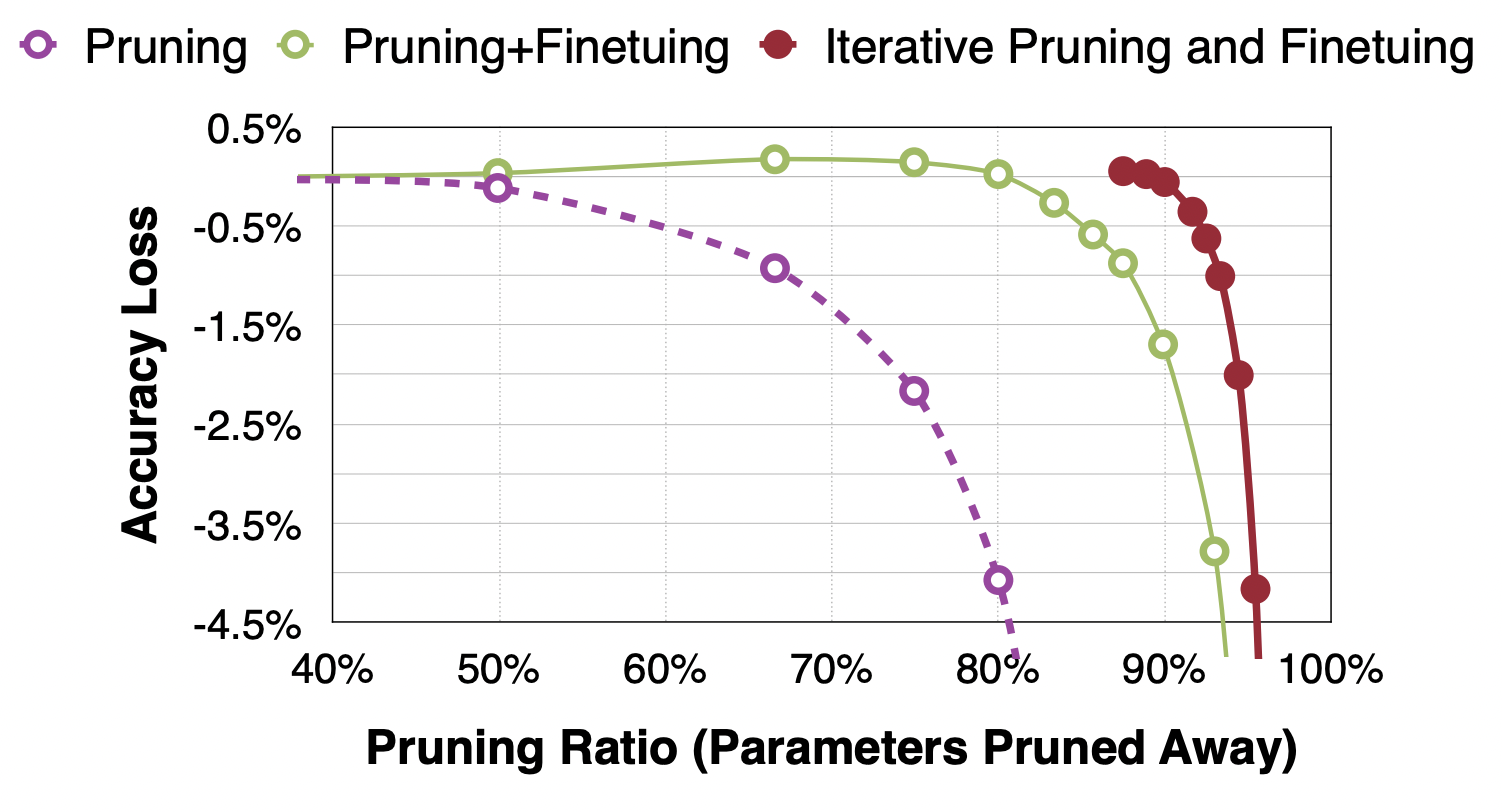 Pruning Pruning+Finetuing Iterative Pruning and Finetuing
0.5%
-0.5%
-1.5%
-2.5%
-3.5%
-4.5%
Accuracy Loss
40% 50% 60% 70% 80% 90% 100%
Pruning Ratio (Parameters Pruned Away)